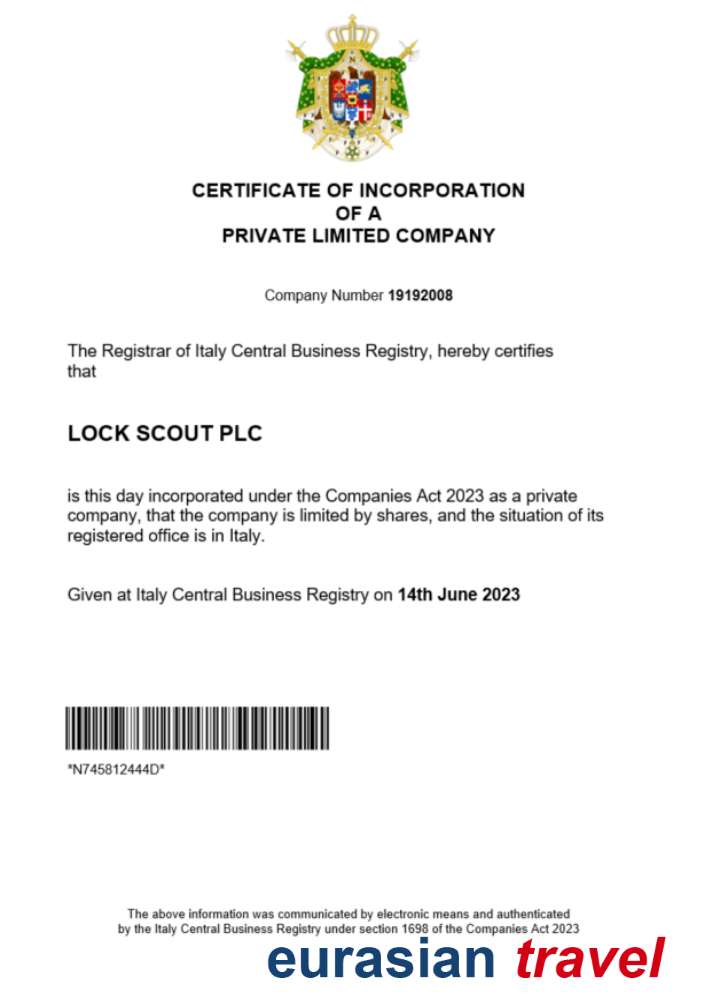 CERTIFICATE OF INCORPORATION
OF A
PRIVATE LIMITED COMPANY
Company Number 19192008
The Registrar of Italy Central Business Registry, hereby certifies
that
LOCK SCOUT PLC
is this day incorporated under the Companies Act 2023 as a private
company, that the company is limited by shares, and the situation of its
registered office is in Italy.
Given at Italy Central Business Registry on 14th June 2023
*N745812444D*
The above information was communicated by electronic means and authenticated
by the Italy Central Business Registry under section 1698 of the Companies Act 2023
eurasian travel